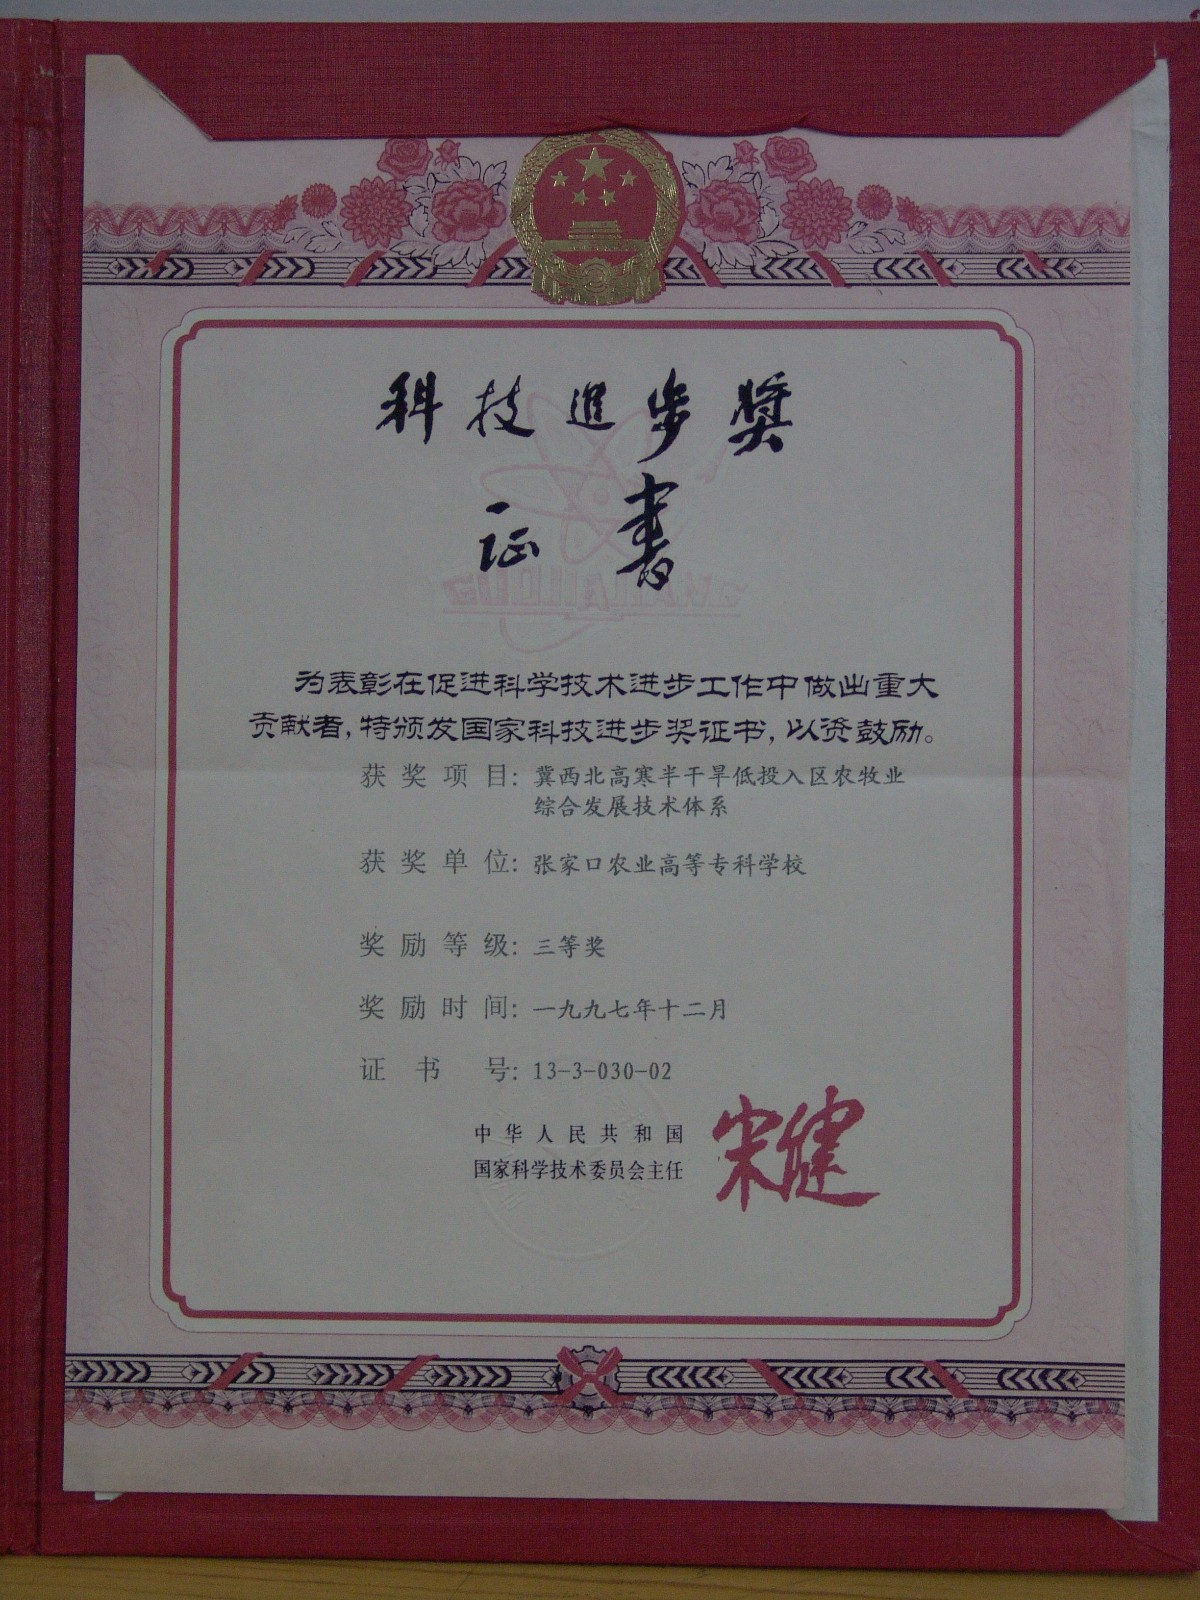 科技進步奖
证書
为表彰在促进科学技术进步工作中做出重大
贡献者，特颁发国家科技进步奖证书，以资鼓励。
获奖项目：冀西北高寒半干旱低投入区农牧业
综合发展技术体系
获奖单位：张家口农业高等专科学校
奖励等级：三等奖
奖励时间：一九九七年十二月
证书号：13-3-030-02
中华人民共和国
国家科学技术委员会主任
宋健